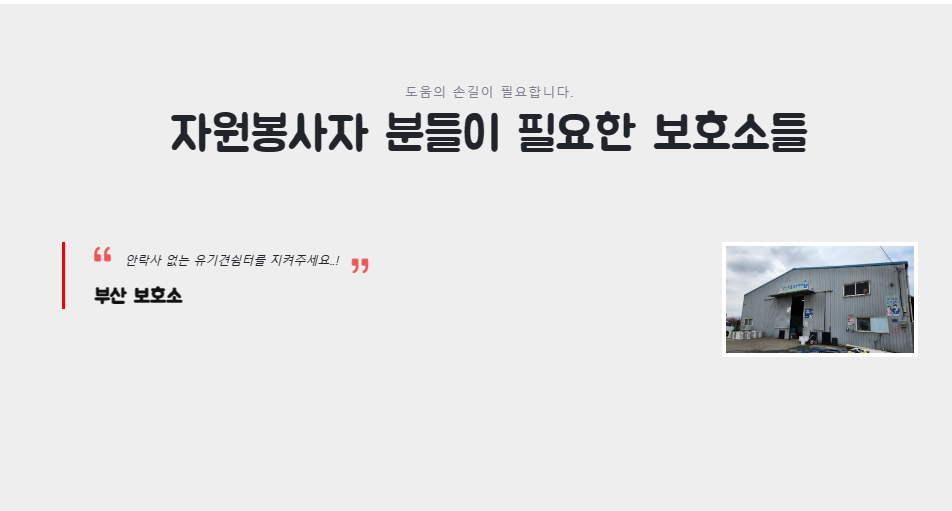 도움의 손길이 필요합니다.
자원봉사자 분들이 필요한 보호소들
“ 안락사 없는 유기견쉼터를 지켜주세요..! ”
부산 보호소